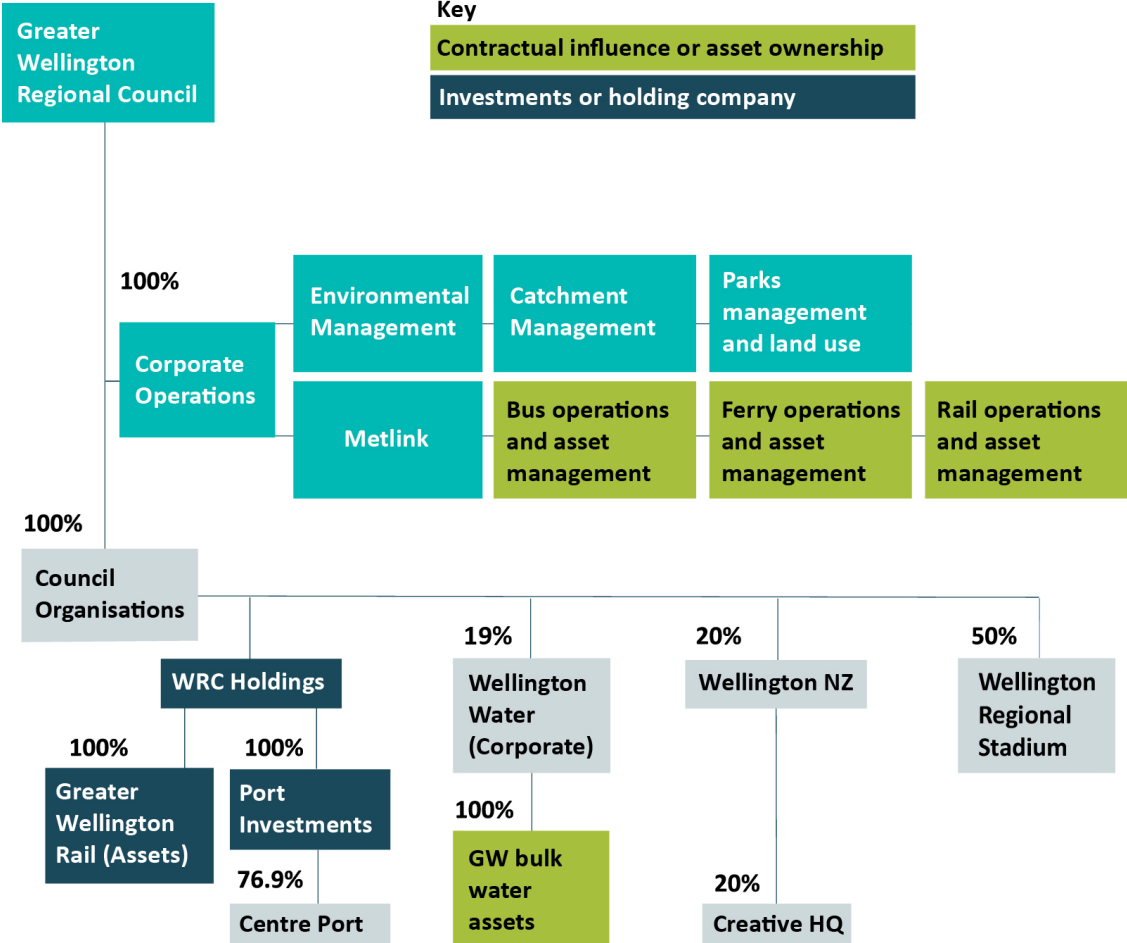 Greater
Wellington
Regional Council
Key
Contractual influence or asset ownership
Investments or holding company
100%
Corporate
Operations
Environmental
Management
Catchment
Management
Parks
management
and land use
Metlink
Bus operations
and asset
management
Ferry operations
and asset
management
Rail operations
and asset
management
100%
Council
Organisations
WRC Holdings
100%
Greater
Wellington
Rail (Assets)
100%
Port
Investments
76.9%
Centre Port
19%
Wellington
Water
(Corporate)
100%
GW bulk
water
assets
20%
Wellington NZ
20%
Creative HQ
50%
Wellington
Regional
Stadium